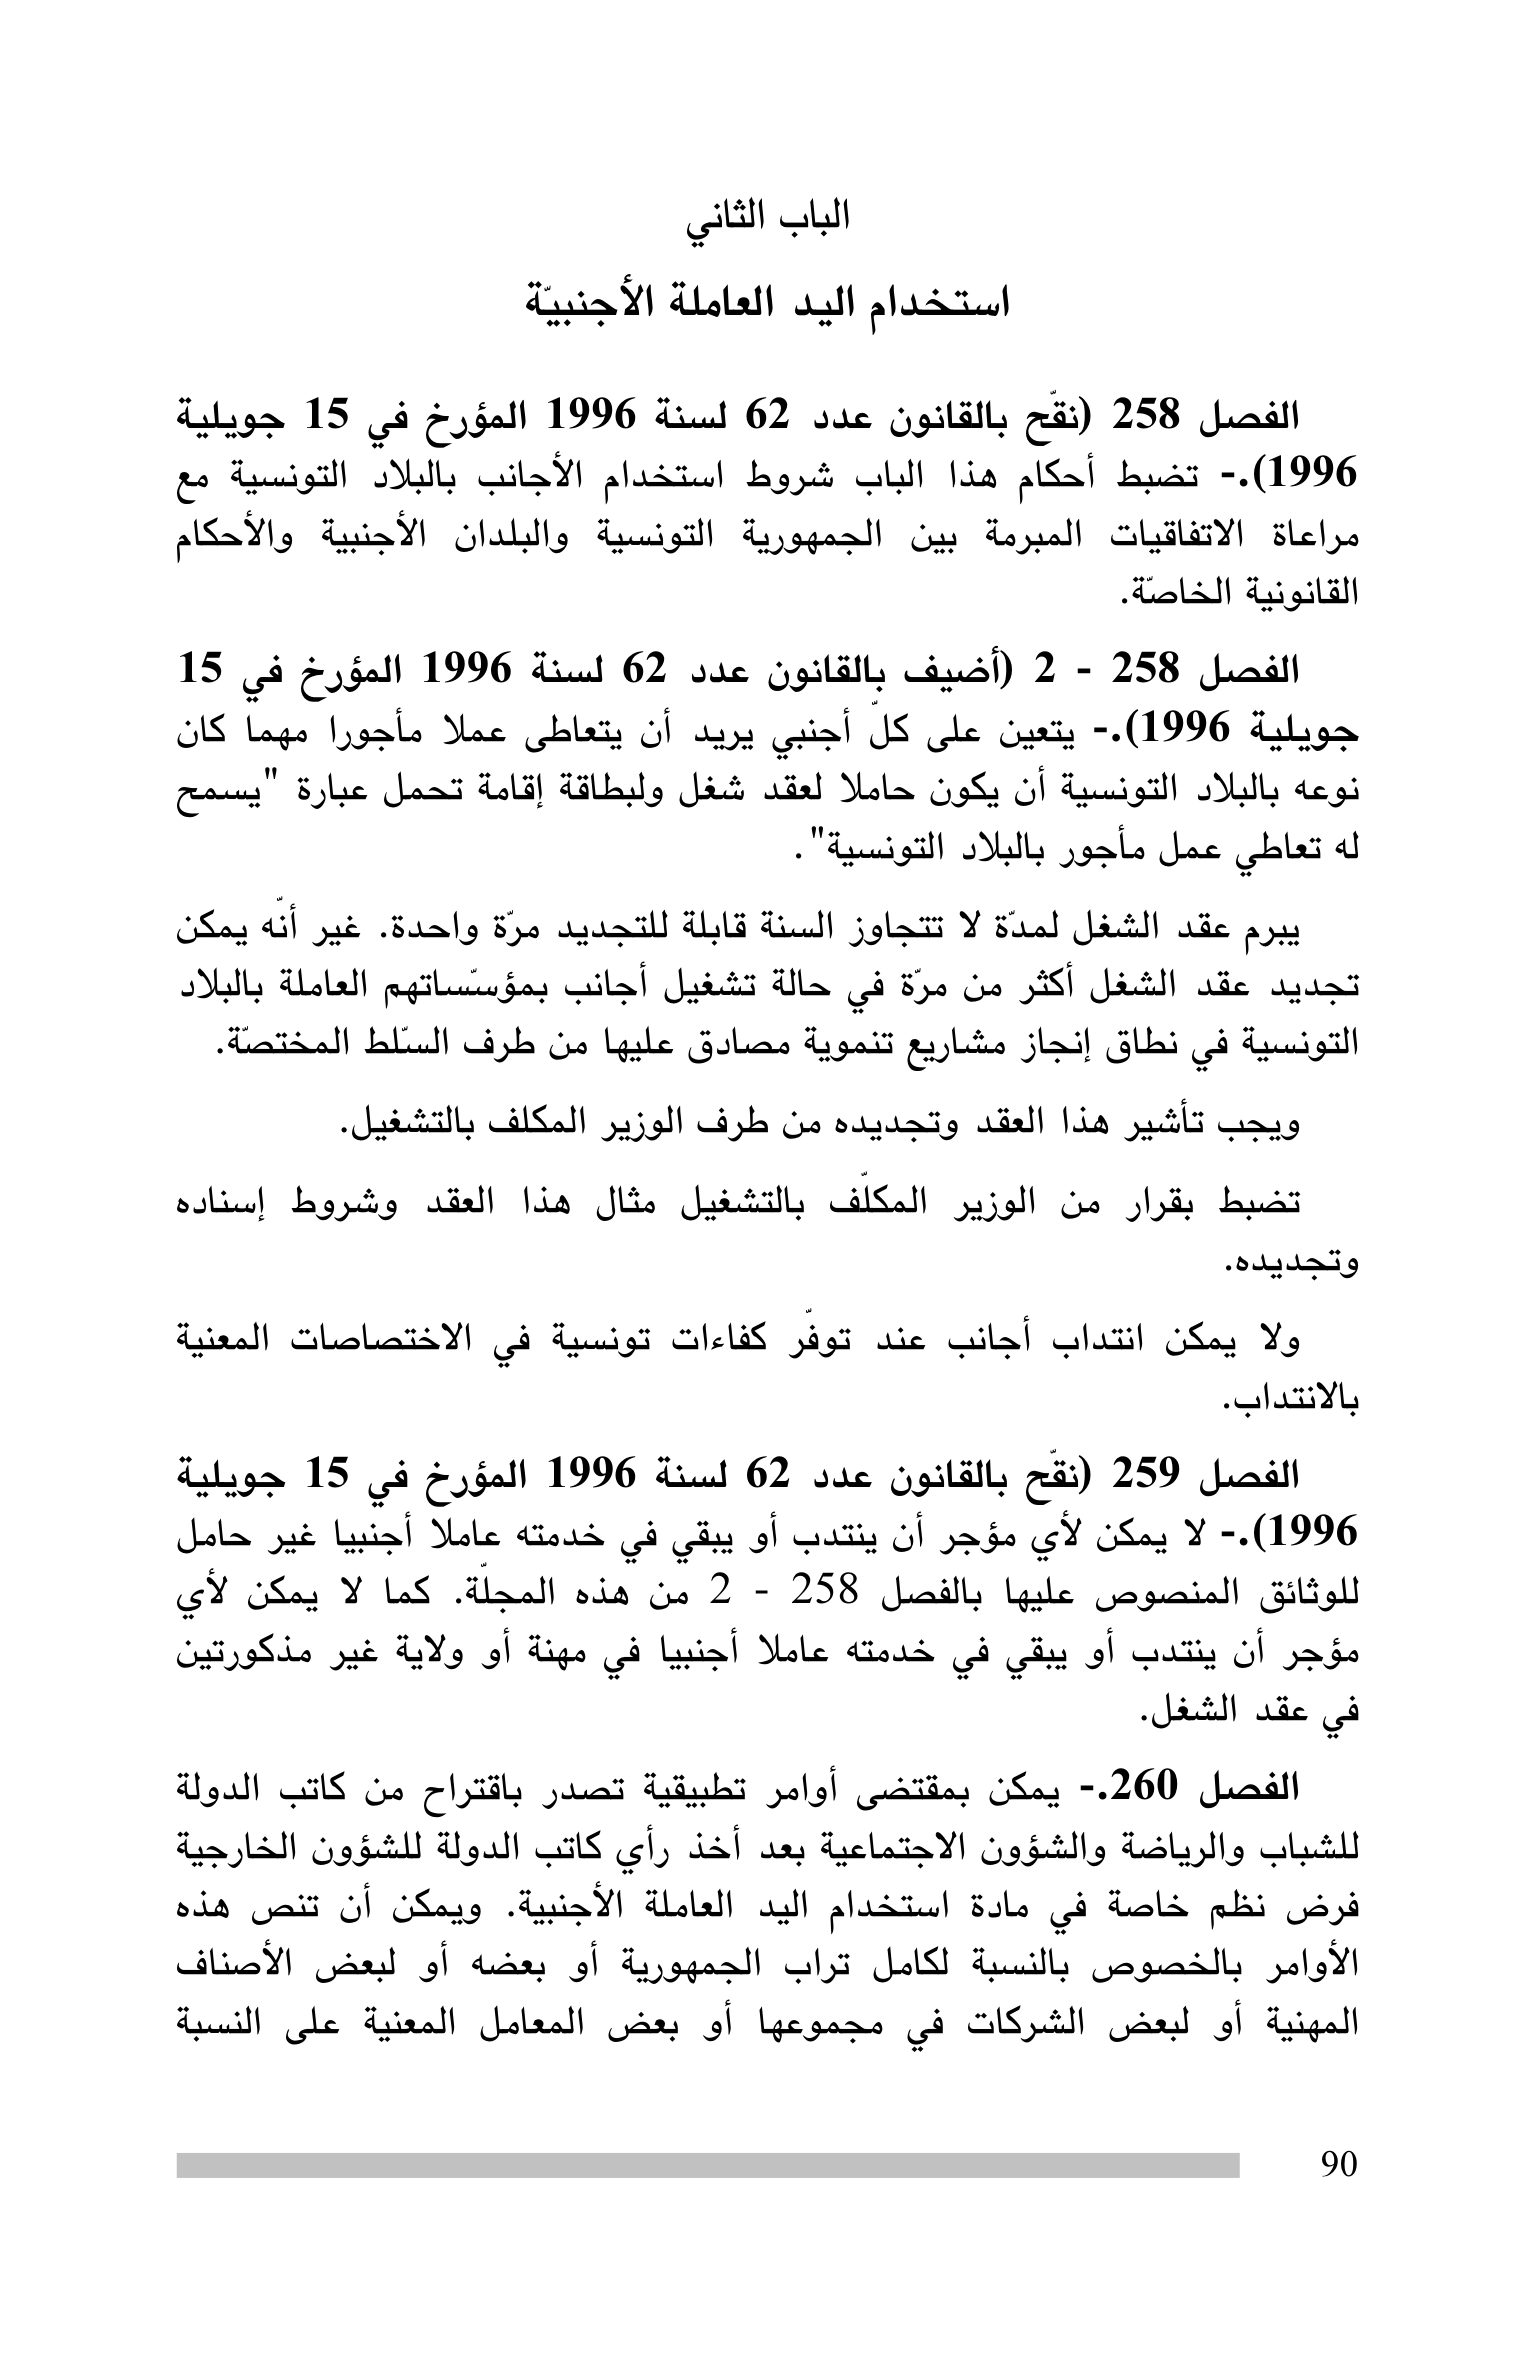 الباب الثاني
استخدام اليد العاملة الأجنبيّة
الفصل 258 (نقّح بالقانون عدد 62 لسنة 1996 المؤرخ في 15 جويلية
1996).- تضبط أحكام هذا الباب شروط استخدام الأجانب بالبلاد التونسية مع
مراعاة الاتفاقيات المبرمة بين الجمهورية التونسية والبلدان الأجنبية والأحكام
القانونية الخاصّة.
الفصل 258 - 2 (أضيف بالقانون عدد 62 لسنة 1996 المؤرخ في 15
جويلية 1996).- يتعين على كلّ أجنبي يريد أن يتعاطى عملا مأجورا مهما كان
نوعه بالبلاد التونسية أن يكون حاملا لعقد شغل ولبطاقة إقامة تحمل عبارة "يسمح
له تعاطي عمل مأجور بالبلاد التونسية".
يبرم عقد الشغل لمدّة لا تتجاوز السنة قابلة للتجديد مرّة واحدة. غير أنّه يمكن
تجديد عقد الشغل أكثر من مرّة في حالة تشغيل أجانب بمؤسّساتهم العاملة بالبلاد
التونسية في نطاق إنجاز مشاريع تنموية مصادق عليها من طرف السّلط المختصّة.
ويجب تأشير هذا العقد وتجديده من طرف الوزير المكلف بالتشغيل.
تضبط بقرار من الوزير المكلّف بالتشغيل مثال هذا العقد وشروط إسناده
وتجديده.
ولا يمكن انتداب أجانب عند توفّر كفاءات تونسية في الاختصاصات المعنية
بالانتداب.
الفصل 259 (نقّح بالقانون عدد 62 لسنة 1996 المؤرخ في 15 جويلية
1996).- لا يمكن لأي مؤجر أن ينتدب أو يبقي في خدمته عاملا أجنبيا غير حامل
للوثائق المنصوص عليها بالفصل 258 - 2 من هذه المجلّة. كما لا يمكن لأي
مؤجر أن ينتدب أو يبقي في خدمته عاملا أجنبيا في مهنة أو ولاية غير مذكورتين
في عقد الشغل.
الفصل 260.- يمكن بمقتضى أوامر تطبيقية تصدر باقتراح من كاتب الدولة
للشباب والرياضة والشؤون الاجتماعية بعد أخذ رأي كاتب الدولة للشؤون الخارجية
فرض نظم خاصة في مادة استخدام اليد العاملة الأجنبية. ويمكن أن تنص هذه
الأوامر بالخصوص بالنسبة لكامل تراب الجمهورية أو بعضه أو لبعض الأصناف
المهنية أو لبعض الشركات في مجموعها أو بعض المعامل المعنية على النسبة
90